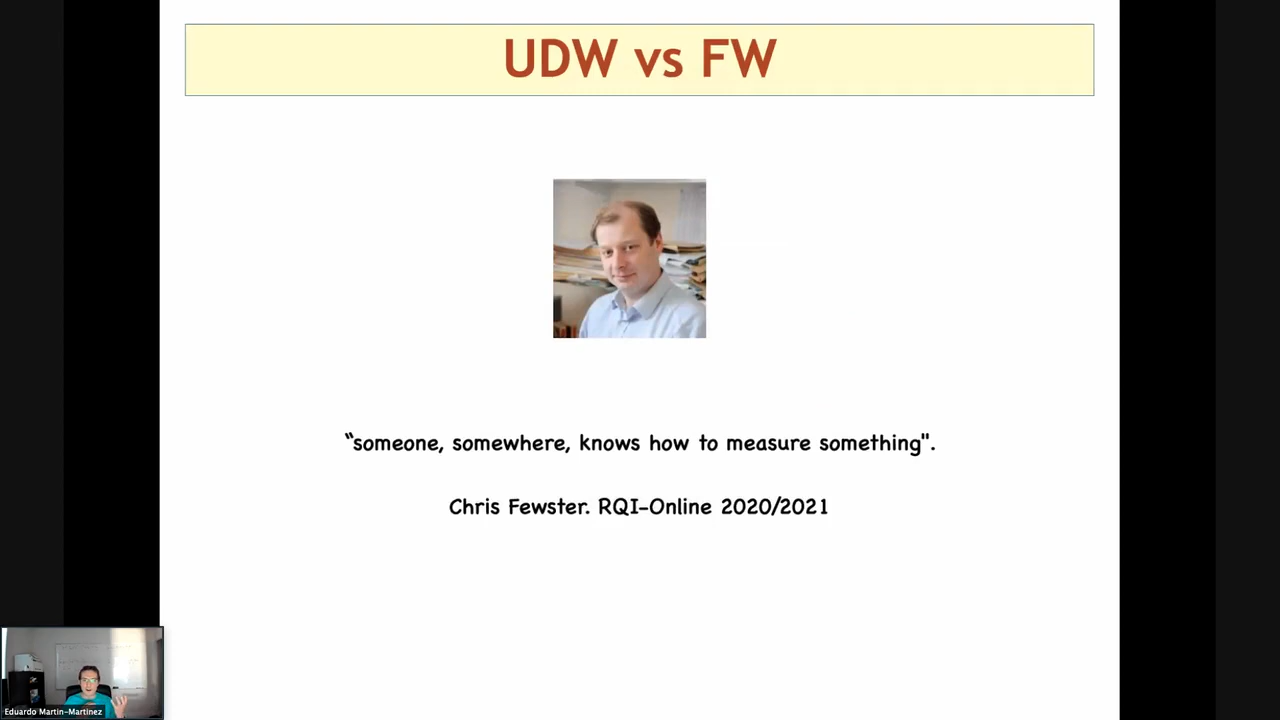 UDW vs FW
“someone, somewhere, knows how to measure something".
Chris Fewster. RQI-Online 2020/2021
Eduardo Martin-Martinez